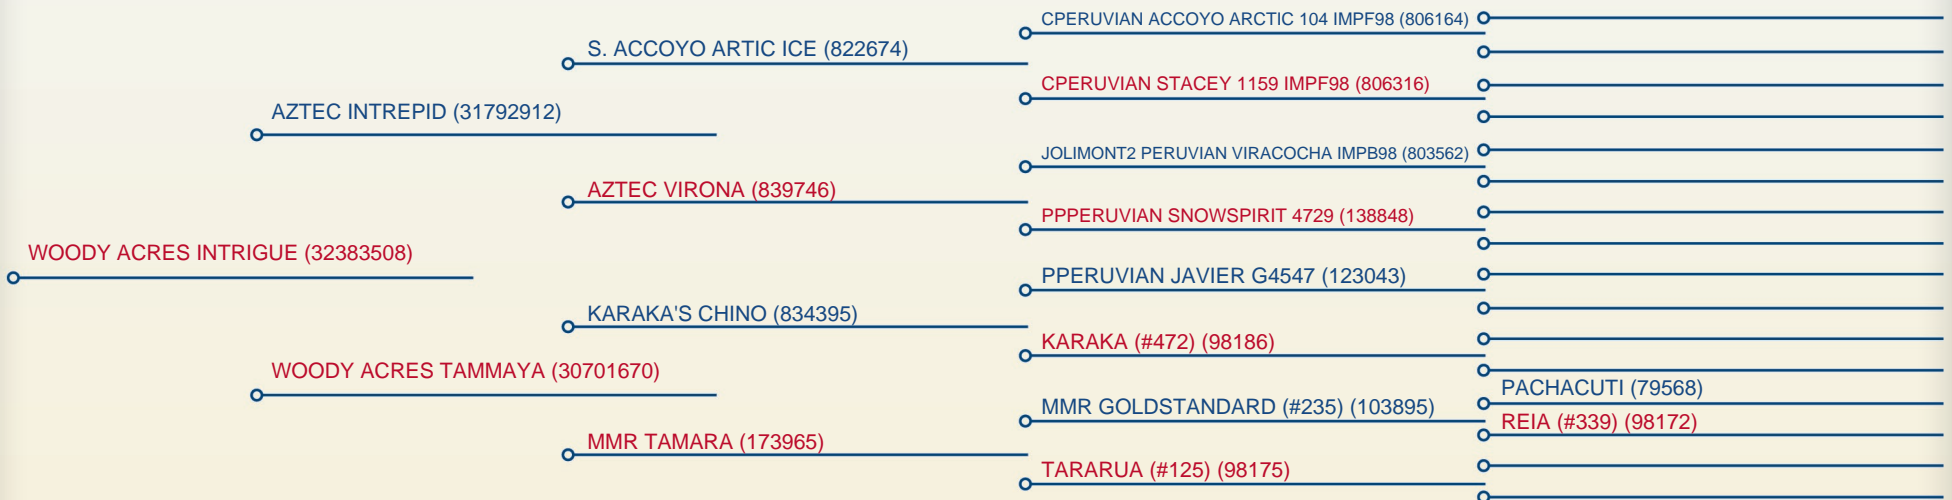 CPERUVIAN ACCOYO ARCTIC 104 IMPF98 (806164)
S. ACCOYO ARTIC ICE (822674)
CPERUVIAN STACEY 1159 IMPF98 (806316)
AZTEC INTREPID (31792912)
JOLIMONT2 PERUVIAN VIRACOCHA IMPB98 (803562)
AZTEC VIRONA (839746)
PPPERUVIAN SNOWSPIRIT 4729 (138848)
WOODY ACRES INTRIGUE (32383508)
PPERUVIAN JAVIER G4547 (123043)
KARAKA'S CHINO (834395)
KARAKA (#472) (98186)
WOODY ACRES TAMMAYA (30701670)
PACHACUTI (79568)
MMR GOLDSTANDARD (#235) (103895)
REIA (#339) (98172)
MMR TAMARA (173965)
TARARUA (#125) (98175)